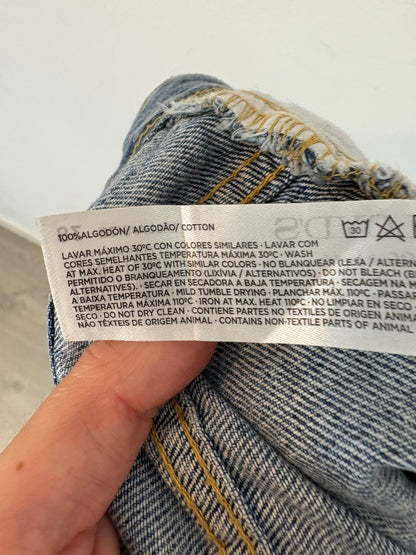 100%ALGODÓN/ ALGODÃO/ COTTON
30
LAVAR MÁXIMO 30ºC CON COLORES SIMILARES · LAVAR COM
CORES SEMELHANTES TEMPERATURA MÁXIMA 30ºC · WASH
AT MAX. HEAT OF 30ºC WITH SIMILAR COLORS · NO BLANQUEAR (LEJÍA / ALTERNATIV
PERMITIDO O BRANQUEAMENTO (LIXÍVIA / ALTERNATIVOS) · DO NOT BLEACH (
ALTERNATIVES) · SECAR EN SECADORA A BAJA TEMPERATURA · SECAGEM NA M
A BAIXA TEMPERATURA · MILD TUMBLE DRYING · PLANCHAR MÁX. 110ºC · PASSA
TEMPERATURA MÁXIMA 110ºC · IRON AT MAX. HEAT 110ºC · NO LIMPIAR EN SECO
SECO · DO NOT DRY CLEAN · CONTIENE PARTES NO TEXTILES DE ORIGEN ANIMAL ·
NÃO TÊXTEIS DE ORIGEM ANIMAL · CONTAINS NON-TEXTILE PARTS OF ANIMAL